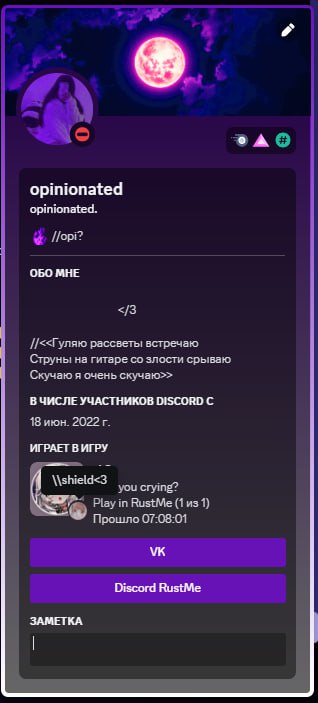 opinionated
opinionated.
//opi?
ОБО МНЕ
</3
//<<Гуляю рассветы встречаю
Струны на гитаре со злости срываю
Скучаю я очень скучаю>>
В ЧИСЛЕ УЧАСТНИКОВ DISCORD С
18 июн. 2022 г.
ИГРАЕТ В ИГРУ
\\shield<3
you crying?
Play in RustMe (1 из 1)
Прошло 07:08:01
VK
Discord RustMe
ЗАМЕТКА